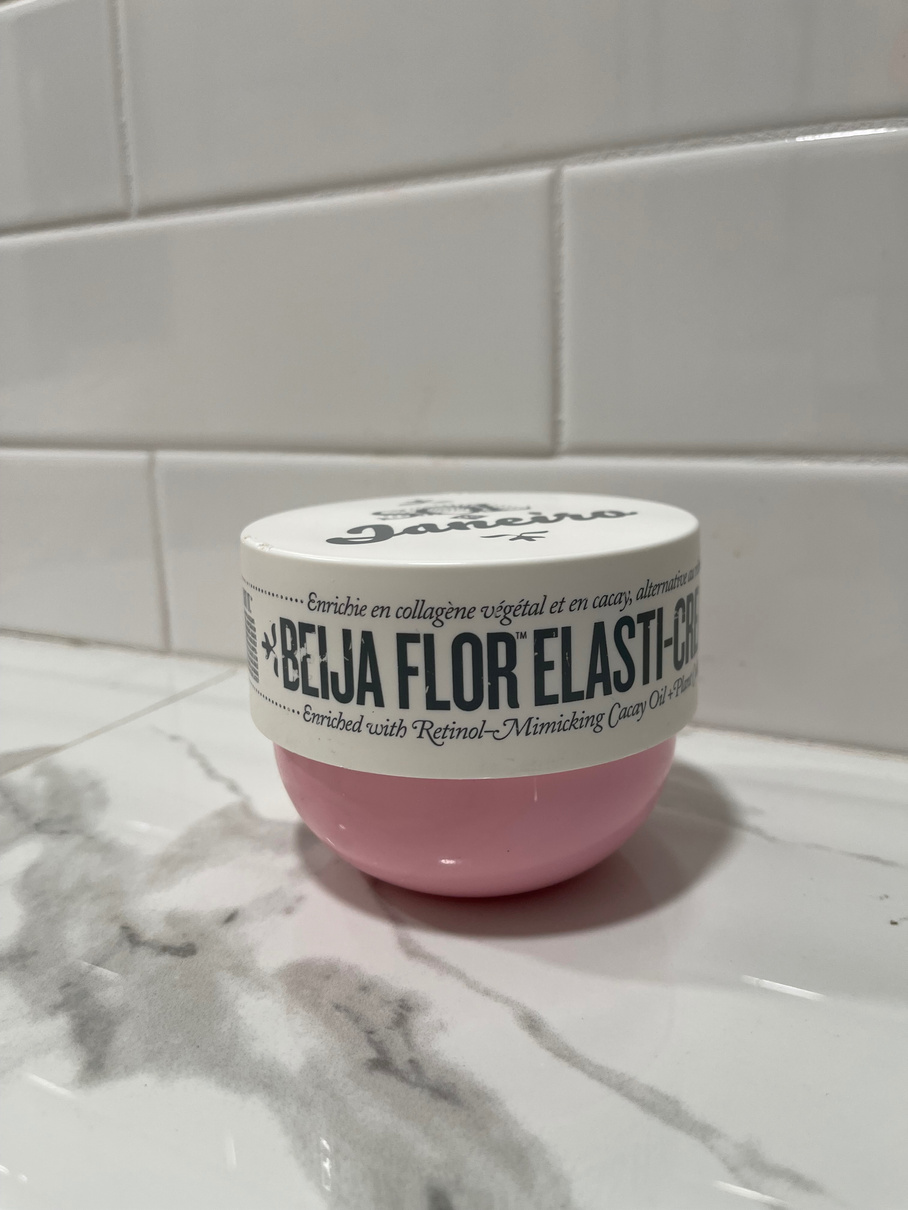 Janeiro
Enrichie en collagène végétal et en cacay, alternative au
BEIJA FLOR™ ELASTI-CRE
Enriched with Retinol-Mimicking Cacay Oil + Plant